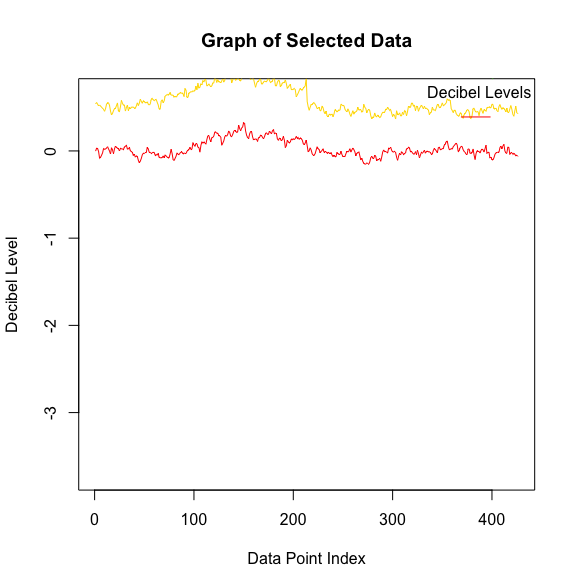 Graph of Selected Data
Decibel Levels
Decibel Level
0
-1
-2
-3
0 100 200 300 400
Data Point Index